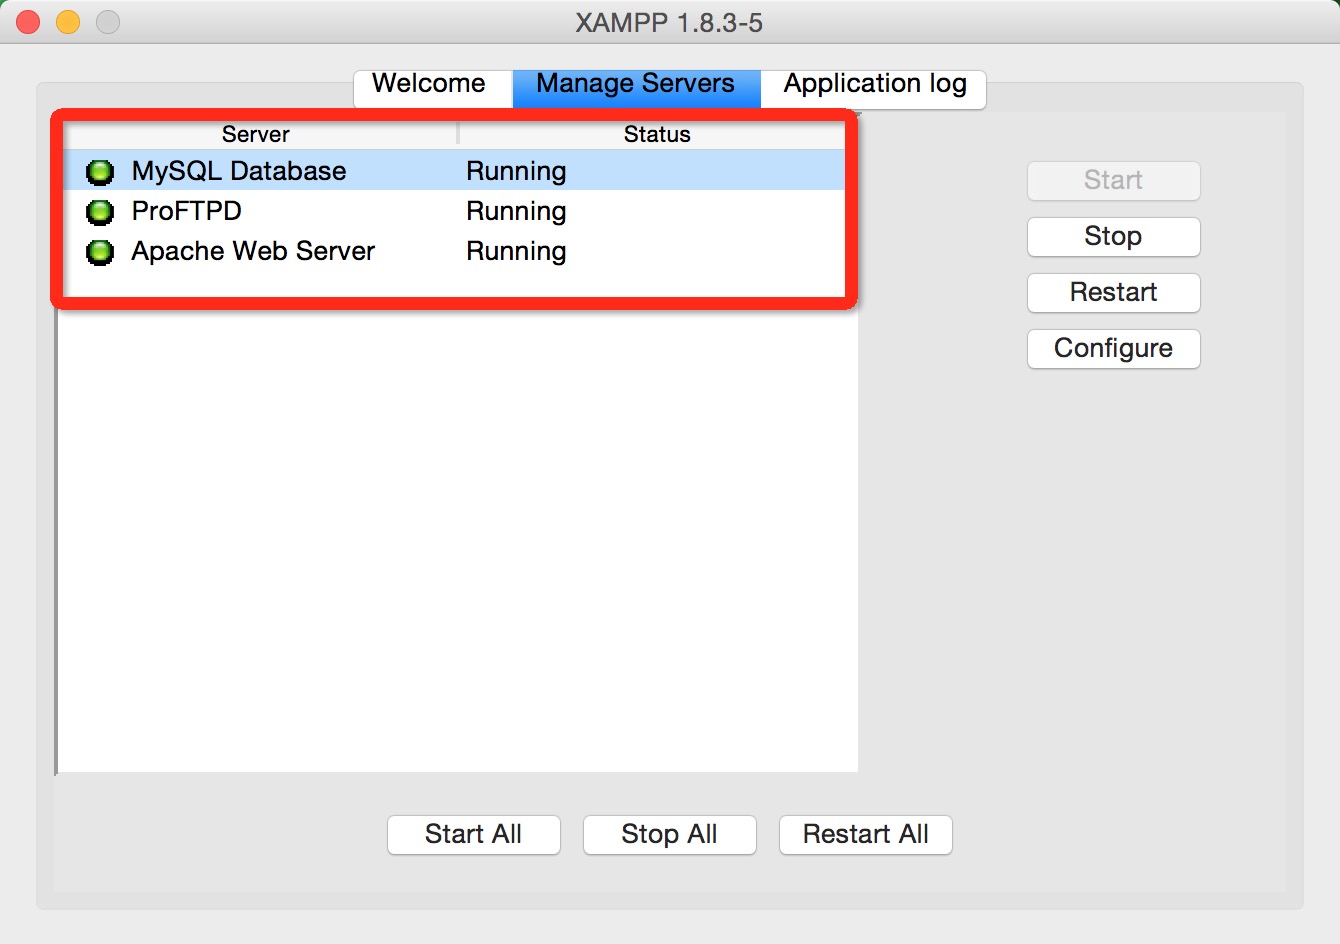 XAMPP 1.8.3-5
Welcome Manage Servers Application log
Server Status
MySQL Database Running
ProFTPD Running
Apache Web Server Running
Start
Stop
Restart
Configure
Start All Stop All Restart All